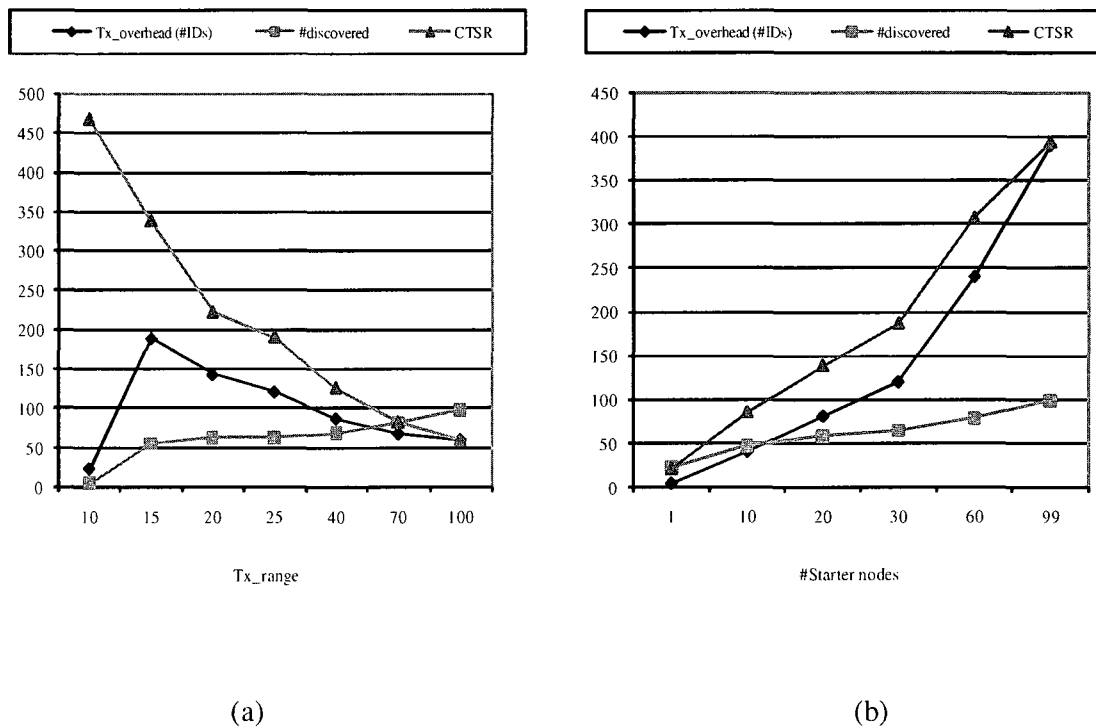 Tx_overhead (#IDs) #discovered CTSR
500
450
400
350
300
250
200
150
100
50
0
10 15 20 25 40 70 100
Tx_range
(a)
Tx_overhead (#IDs) #discovered CTSR
450
400
350
300
250
200
150
100
50
0
1 10 20 30 60 99
#Starter nodes
(b)